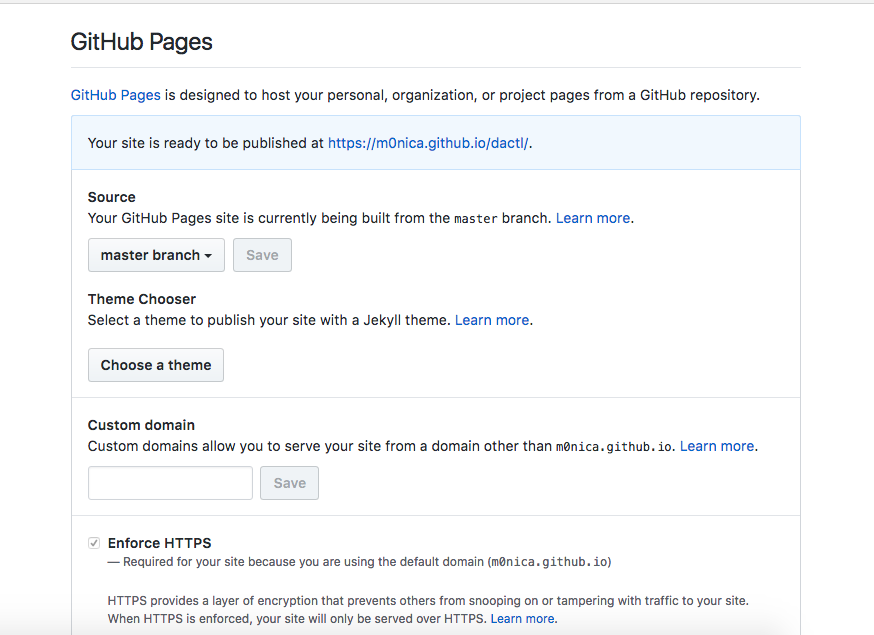 GitHub Pages
GitHub Pages is designed to host your personal, organization, or project pages from a GitHub repository.
Your site is ready to be published at https://m0nica.github.io/dactl/.
Source
Your GitHub Pages site is currently being built from the master branch. Learn more.
master branch
Save
Theme Chooser
Select a theme to publish your site with a Jekyll theme. Learn more.
Choose a theme
Custom domain
Custom domains allow you to serve your site from a domain other than m0nica.github.io. Learn more.
Save
Enforce HTTPS
— Required for your site because you are using the default domain (m0nica.github.io)
HTTPS provides a layer of encryption that prevents others from snooping on or tampering with traffic to your site.
When HTTPS is enforced, your site will only be served over HTTPS. Learn more.